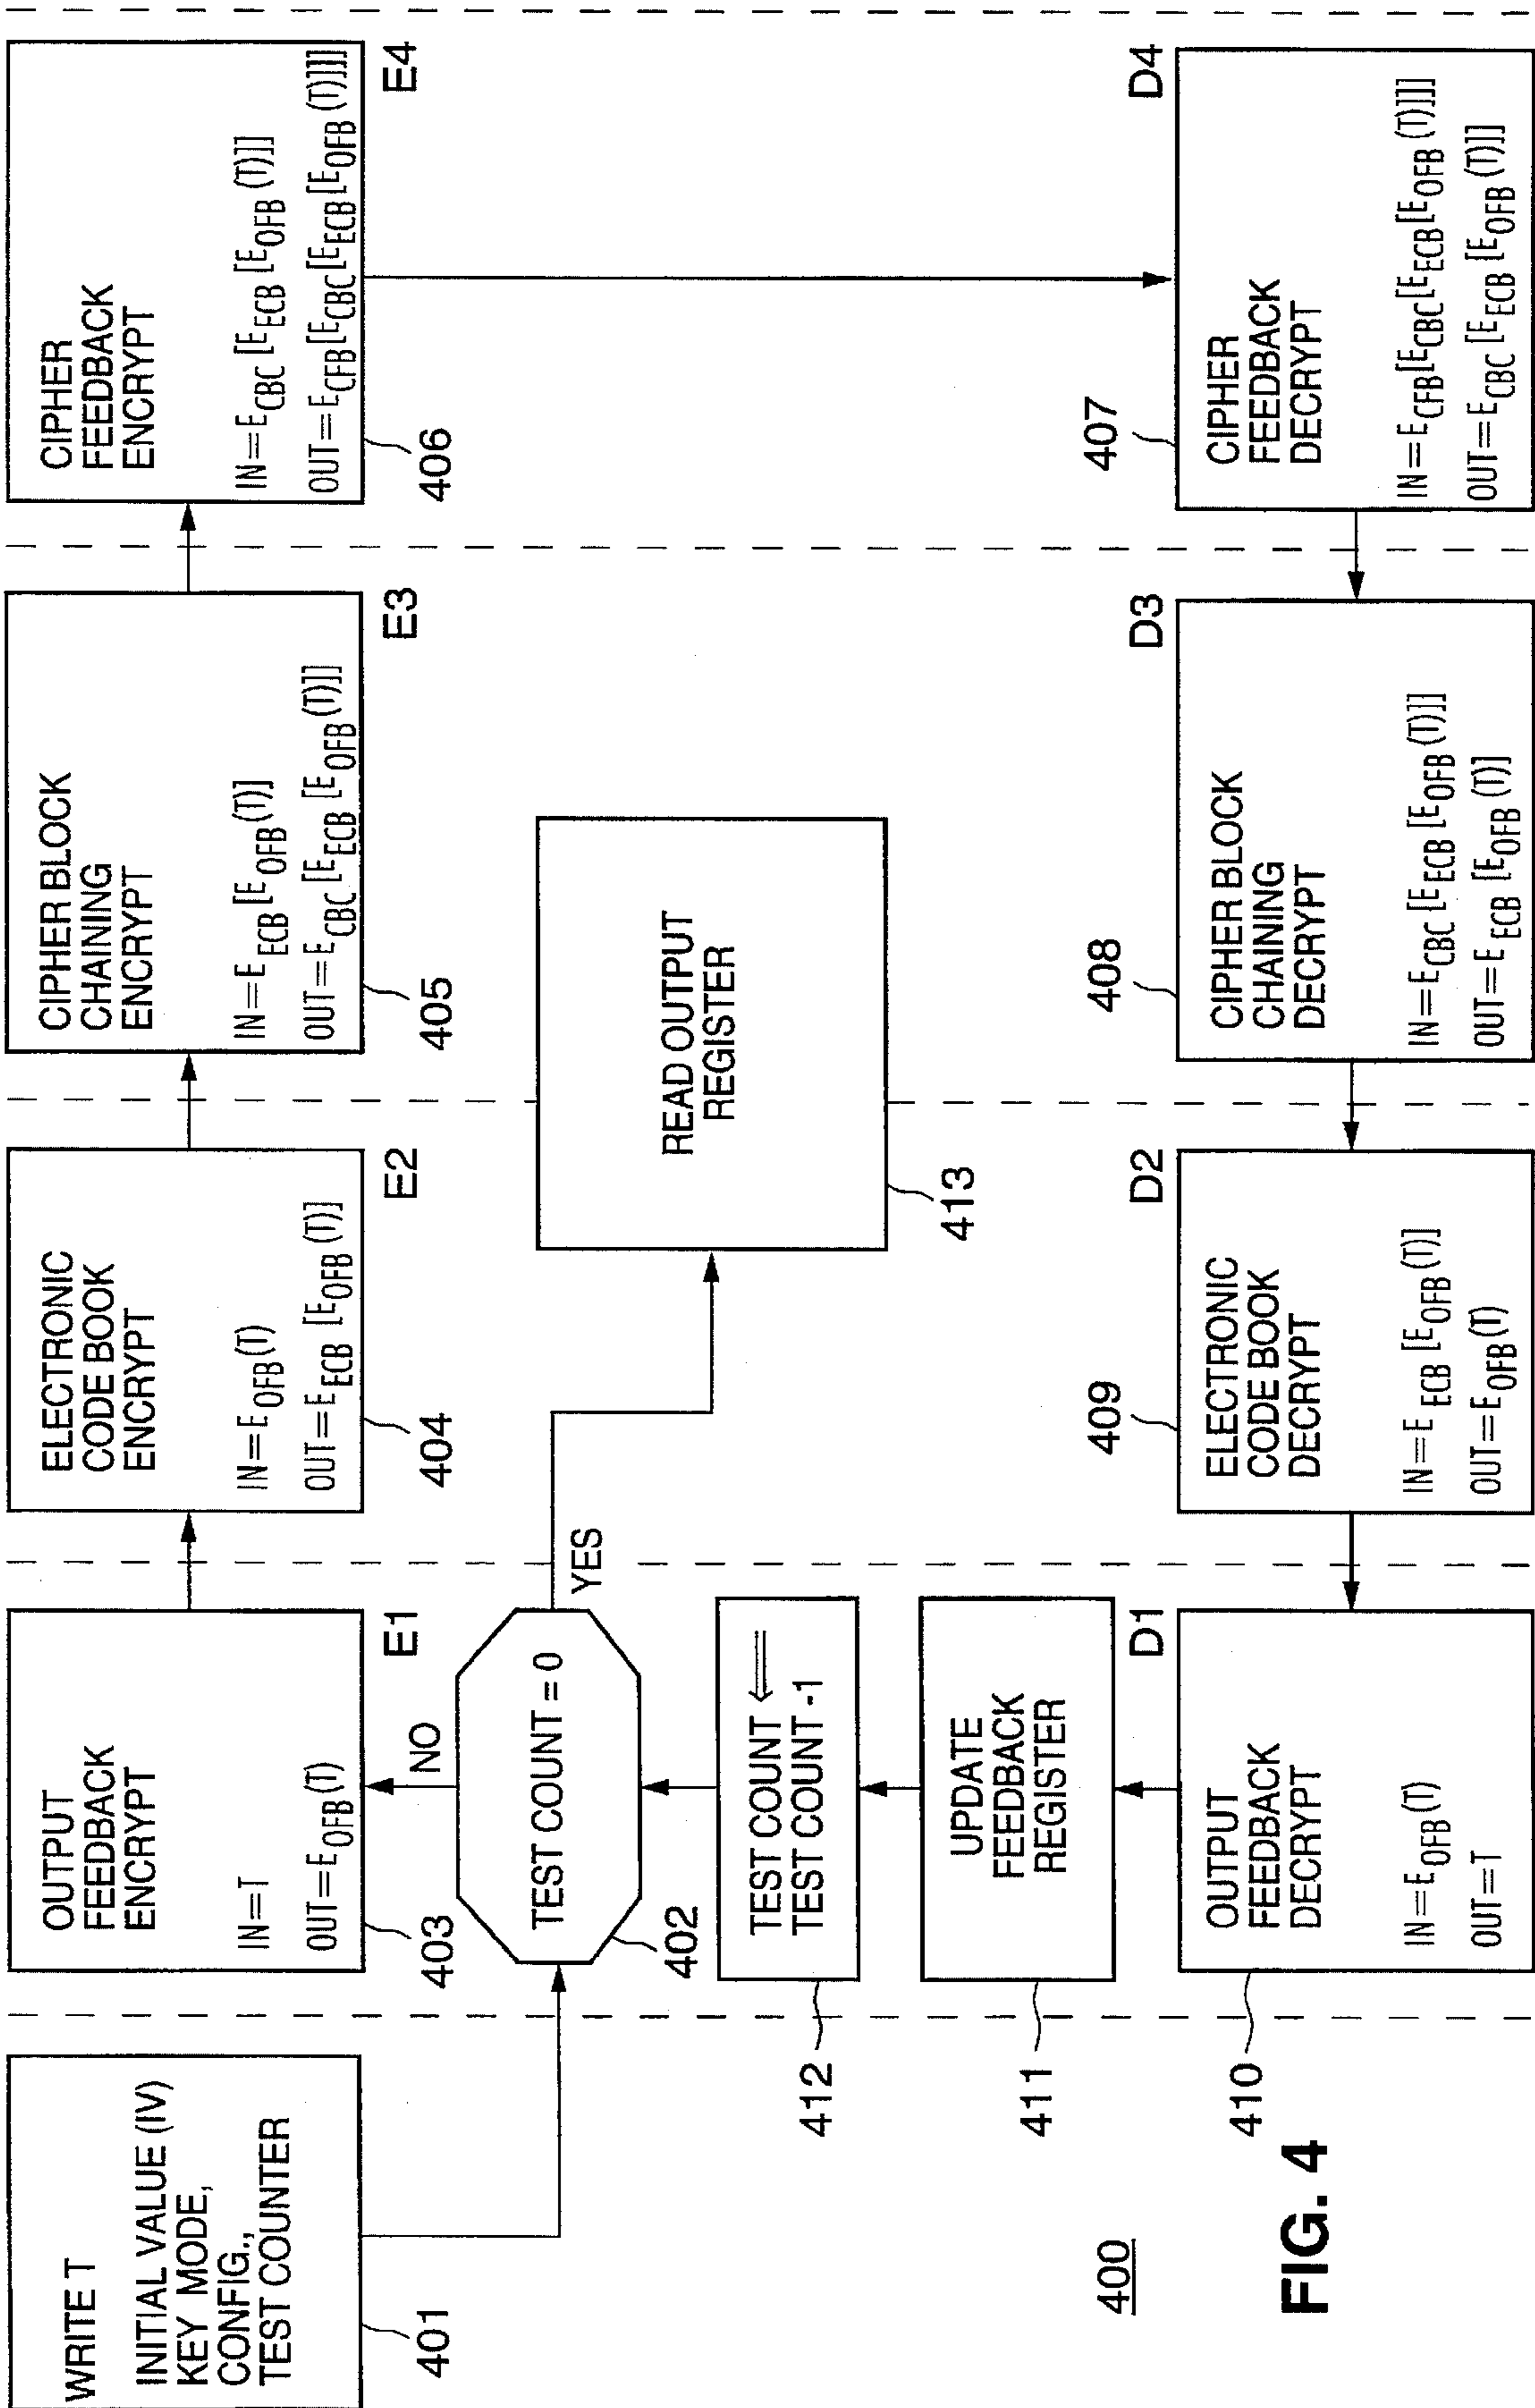 WRITE T
INITIAL VALUE (IV)
KEY MODE,
CONFIG.,
TEST COUNTER
401
OUTPUT
FEEDBACK
ENCRYPT
IN=T
OUT=E_OFB(T)
E1
403
NO
TEST COUNT = 0
402
YES
TEST COUNT ⇐
TEST COUNT -1
412
UPDATE
FEEDBACK
REGISTER
411
D1
OUTPUT
FEEDBACK
DECRYPT
IN=E_OFB(T)
OUT=T
410
ELECTRONIC
CODE BOOK
ENCRYPT
IN=E_OFB(T)
OUT=E_ECB [E_OFB(T)]
E2
404
READ OUTPUT
REGISTER
413
D2
409
ELECTRONIC
CODE BOOK
DECRYPT
IN=E_ECB [E_OFB(T)]
OUT=E_OFB(T)
CIPHER BLOCK
CHAINING
ENCRYPT
IN=E_ECB [E_OFB(T)]
OUT=E_CBC[E_ECB [E_OFB(T)]]
E3
405
D3
408
CIPHER BLOCK
CHAINING
DECRYPT
IN=E_CBC[E_ECB [E_OFB(T)]]
OUT=E_ECB [E_OFB(T)]
CIPHER
FEEDBACK
ENCRYPT
IN=E_CBC[E_ECB [E_OFB(T)]]
OUT=E_CFB[E_CBC[E_ECB[E_OFB(T)]]]
E4
406
D4
407
CIPHER
FEEDBACK
DECRYPT
IN=E_CFB[E_CBC[E_ECB[E_OFB(T)]]]
OUT=E_CBC[E_ECB [E_OFB(T)]]
400
FIG. 4